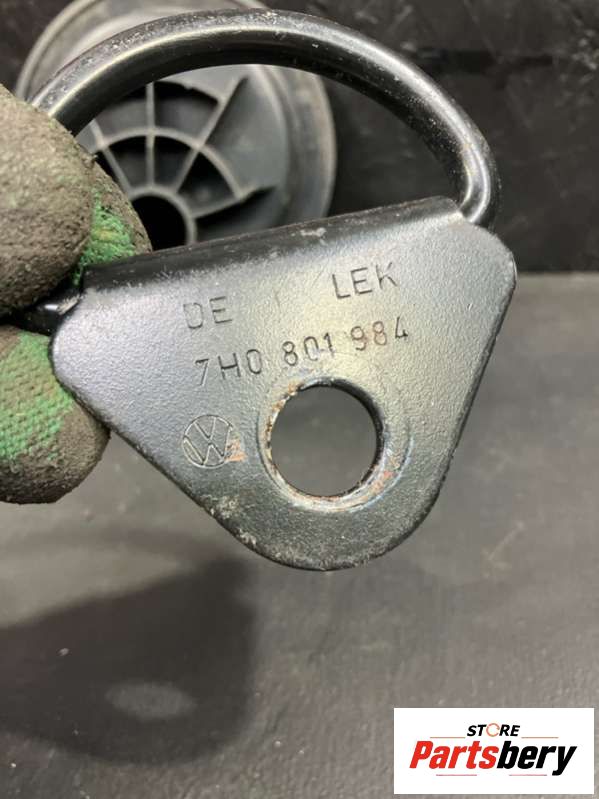 DE LEK
7H0 801 984
VW
STORE
Partsbery